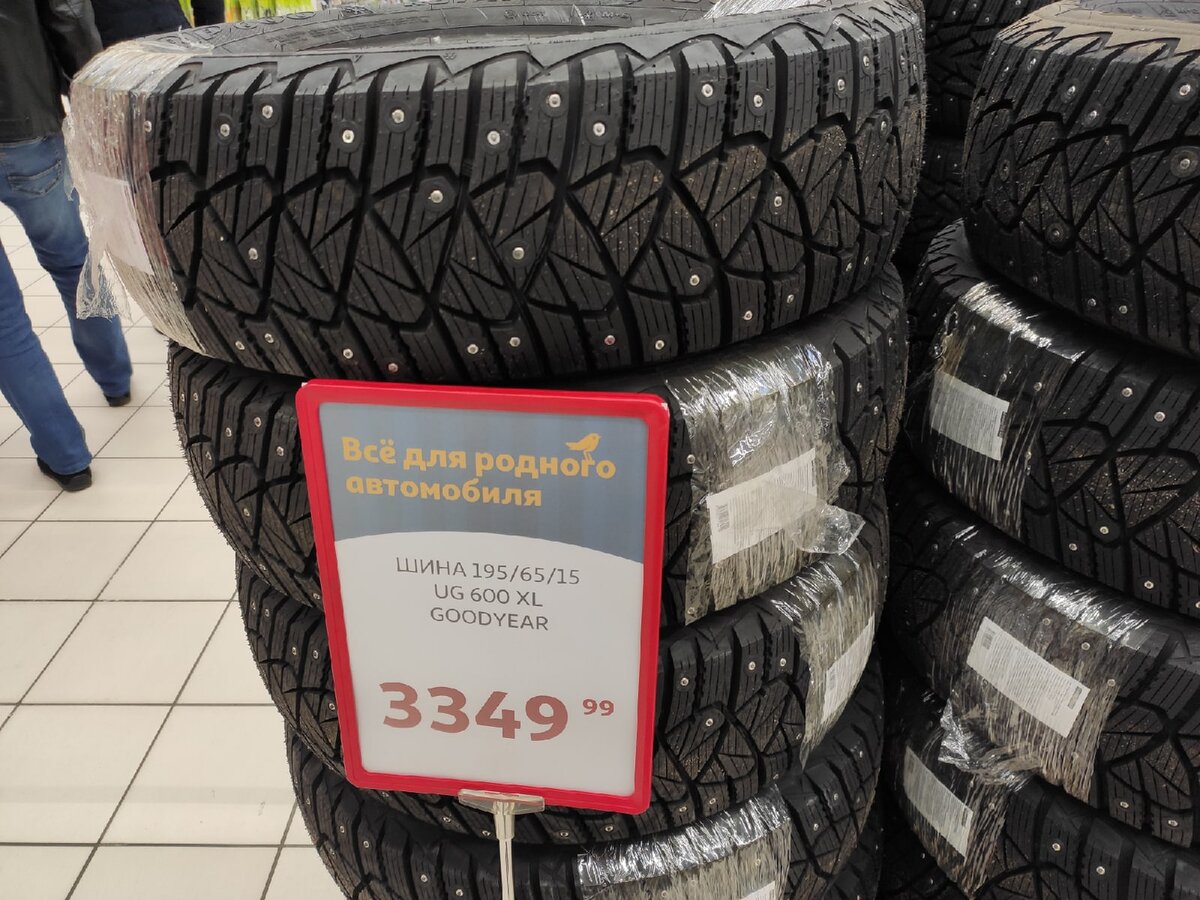 Всё для родного
автомобиля
ШИНА 195/65/15
UG 600 XL
GOODYEAR
3349 99